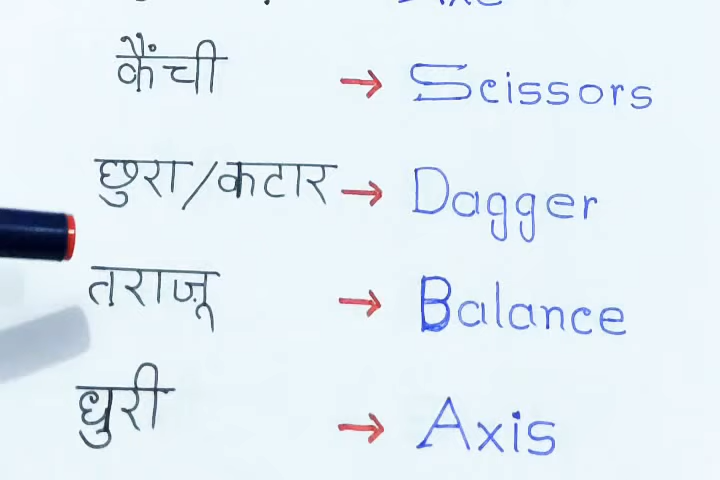 कैंची → Scissors
छुरा/कटार → Dagger
तराज़ू → Balance
धुरी → Axis